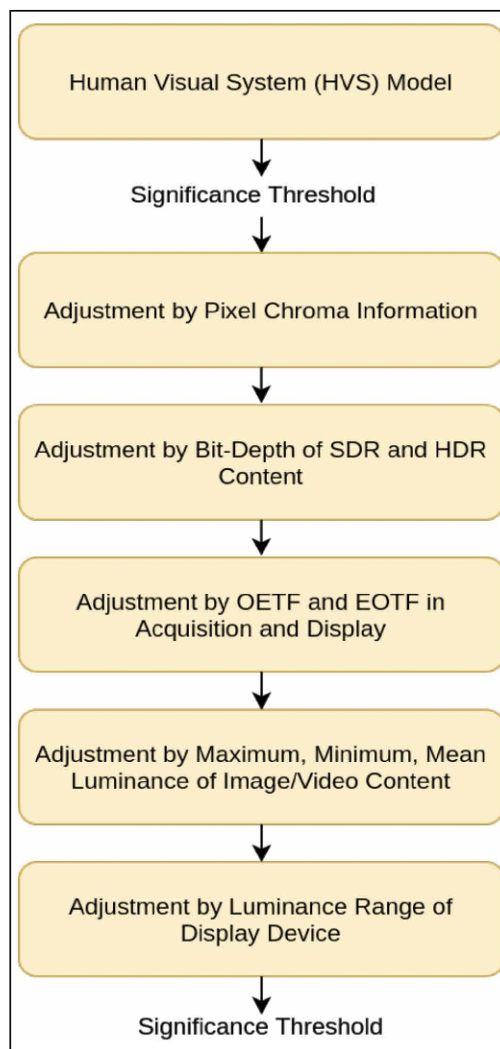 Human Visual System (HVS) Model
Significance Threshold
Adjustment by Pixel Chroma Information
Adjustment by Bit-Depth of SDR and HDR
Content
Adjustment by OETF and EOTF in
Acquisition and Display
Adjustment by Maximum, Minimum, Mean
Luminance of Image/Video Content
Adjustment by Luminance Range of
Display Device
Significance Threshold